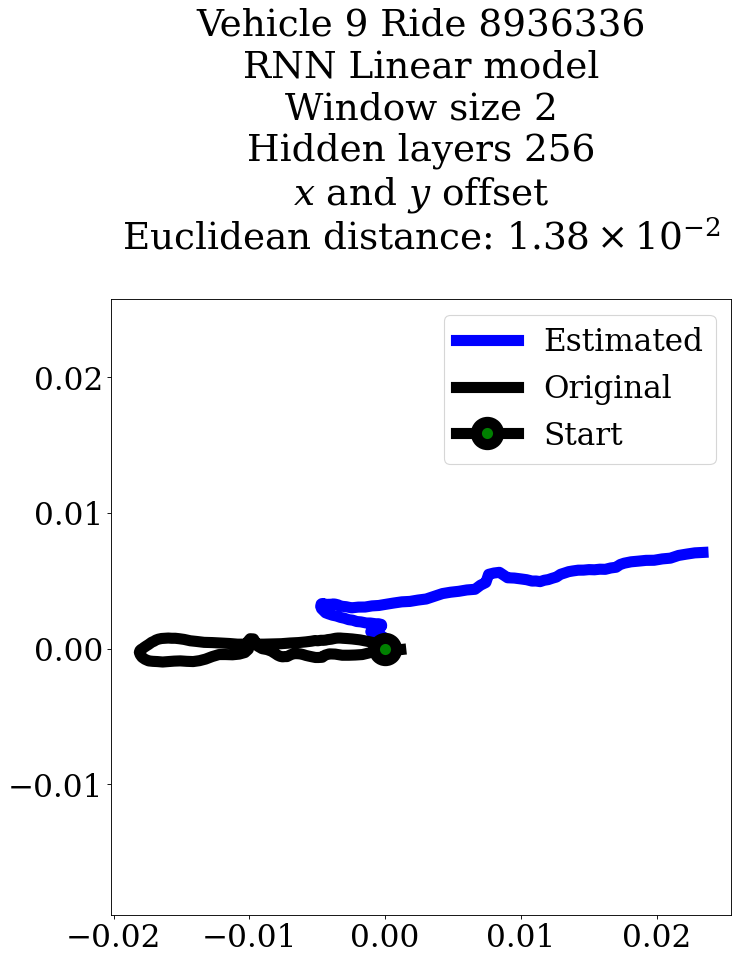 Vehicle 9 Ride 8936336
RNN Linear model
Window size 2
Hidden layers 256
x and y offset
Euclidean distance: 1.38 × 10⁻²
Estimated
Original
Start
0.02
0.01
0.00
−0.01
−0.02
−0.01
0.00
0.01
0.02